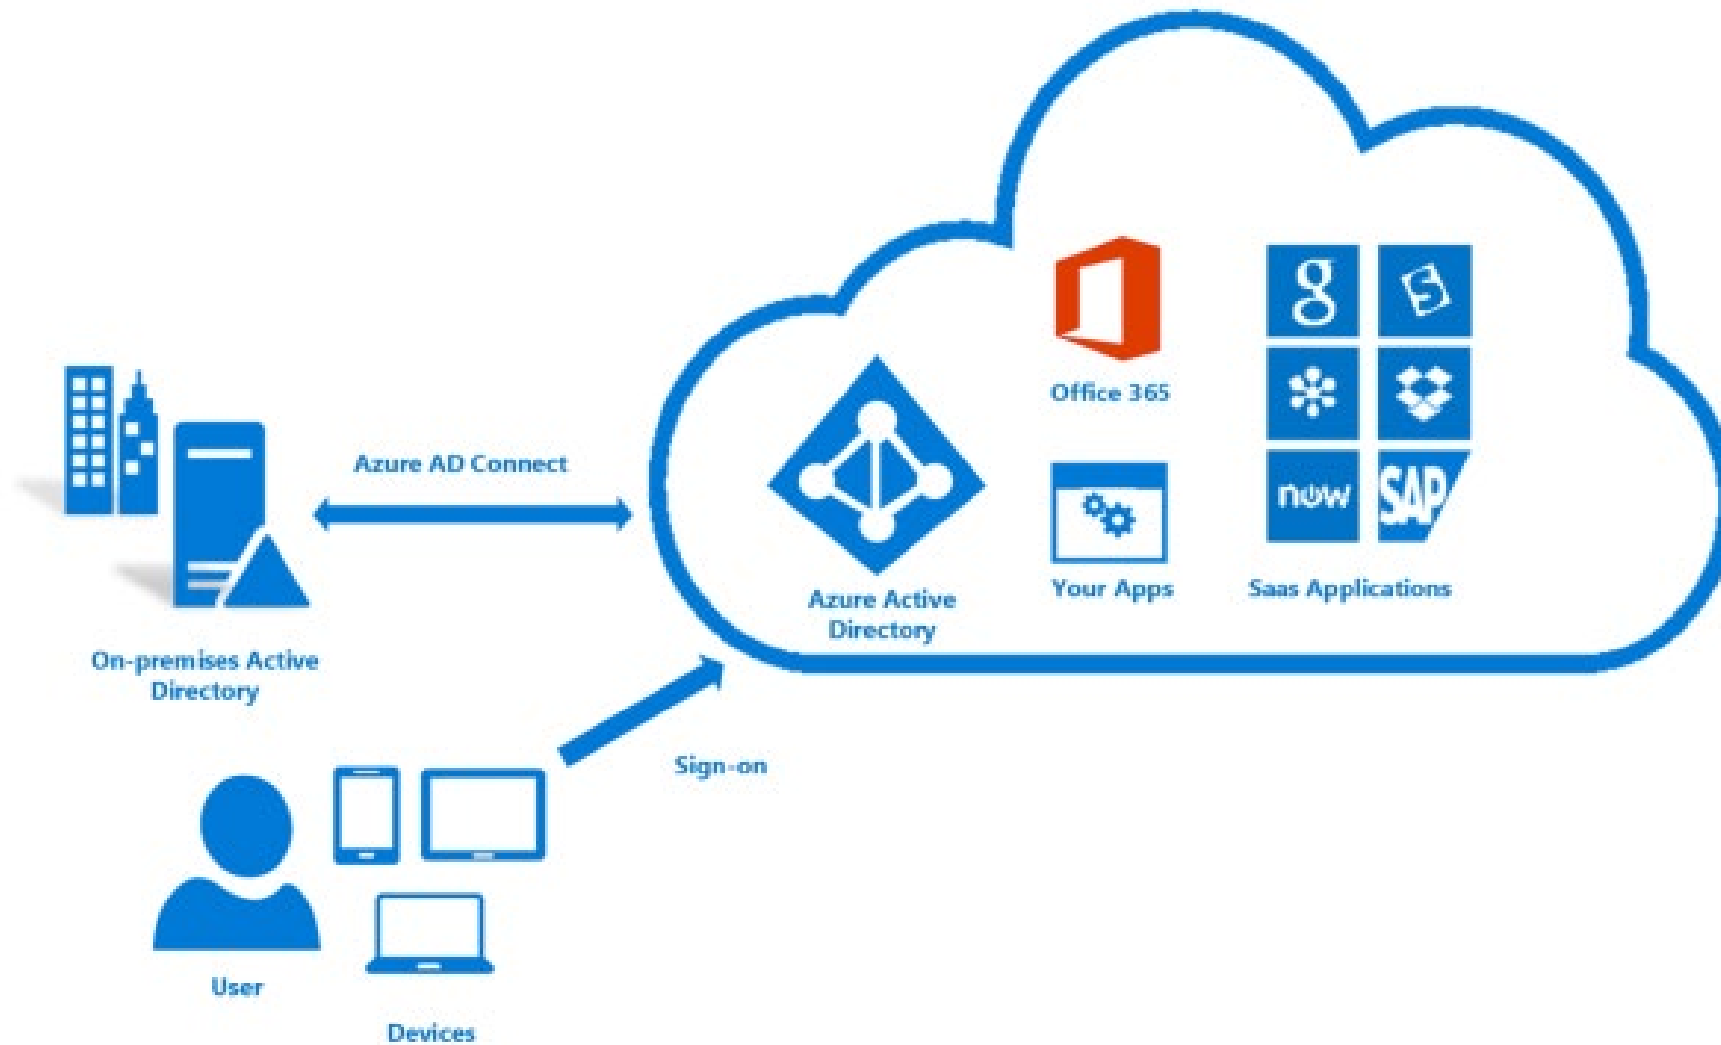 Office 365
g
S
now
SAP
Azure AD Connect
Azure Active
Directory
Your Apps
Saas Applications
On-premises Active
Directory
Sign-on
User
Devices